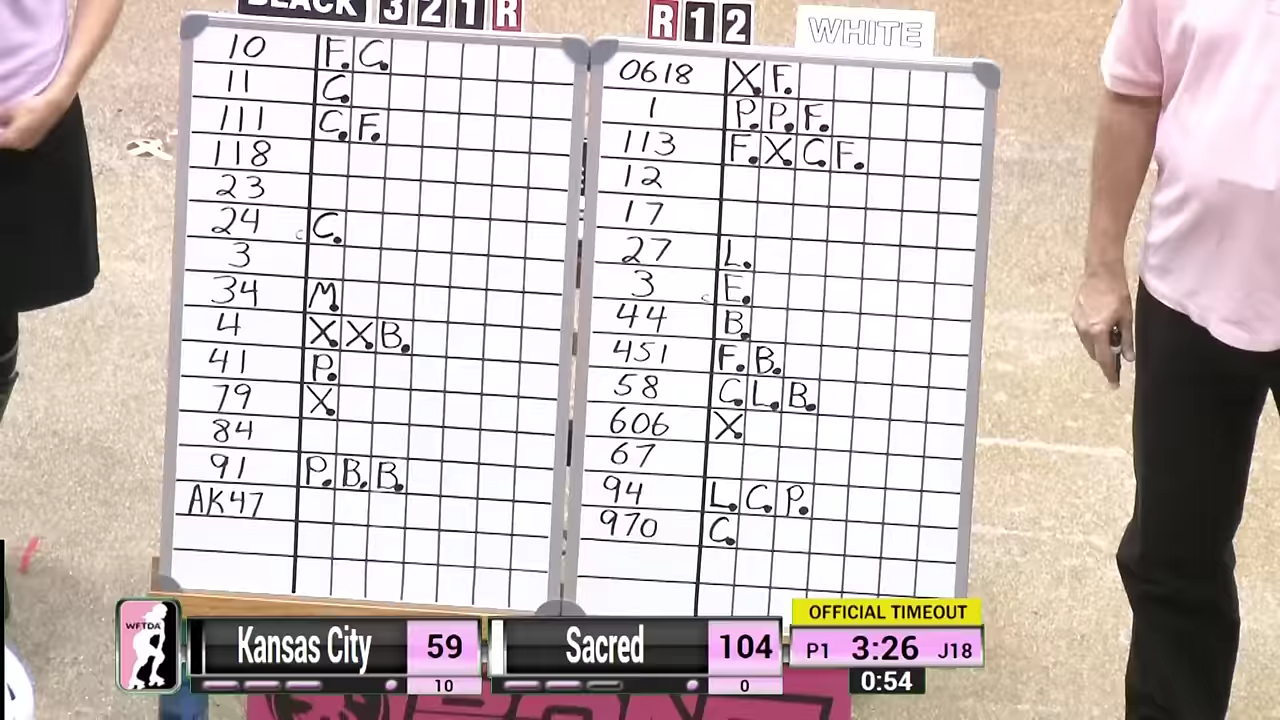 BLACK 3 2 1 R
R 1 2 WHITE
10 F. C.
11 C.
111 C. F.
118
23
24 C.
3
34 M.
4 X. X. B.
41 P.
79 X.
84
91 P. B. B.
AK47
0618 X. F.
1 P. P. F.
113 F. X. C. F.
12
17
27 L.
3 E.
44 B.
451 F. B.
58 C. L. B.
606 X.
67
94 L. C. P.
970 C.
WFTDA
Kansas City 59
10
Sacred 104
0
OFFICIAL TIMEOUT
P1 3:26 J18
0:54